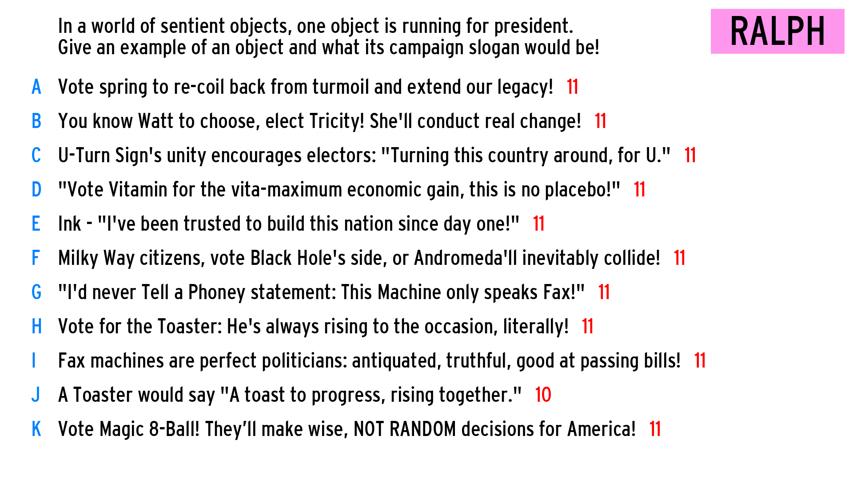 In a world of sentient objects, one object is running for president.
Give an example of an object and what its campaign slogan would be!
RALPH
A Vote spring to re-coil back from turmoil and extend our legacy! 11
B You know Watt to choose, elect Tricity! She'll conduct real change! 11
C U-Turn Sign's unity encourages electors: "Turning this country around, for U." 11
D "Vote Vitamin for the vita-maximum economic gain, this is no placebo!" 11
E Ink - "I've been trusted to build this nation since day one!" 11
F Milky Way citizens, vote Black Hole's side, or Andromeda'll inevitably collide! 11
G "I'd never Tell a Phoney statement: This Machine only speaks Fax!" 11
H Vote for the Toaster: He's always rising to the occasion, literally! 11
I Fax machines are perfect politicians: antiquated, truthful, good at passing bills! 11
J A Toaster would say "A toast to progress, rising together." 10
K Vote Magic 8-Ball! They’ll make wise, NOT RANDOM decisions for America! 11